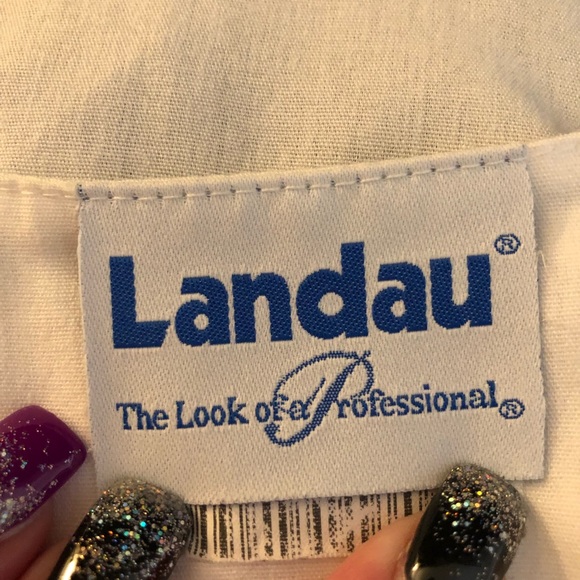 Landau®
The Look of a Professional®